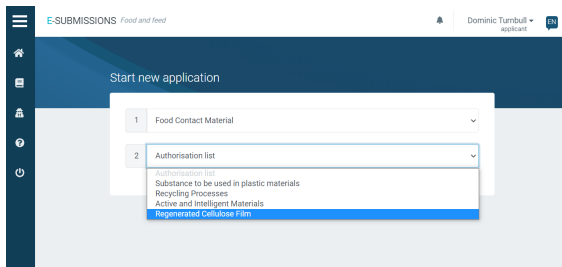 E-SUBMISSIONS Food and feed
Dominic Turnbull
applicant
EN
Start new application
1 Food Contact Material
2 Authorisation list
Authorisation list
Substance to be used in plastic materials
Recycling Processes
Active and Intelligent Materials
Regenerated Cellulose Film